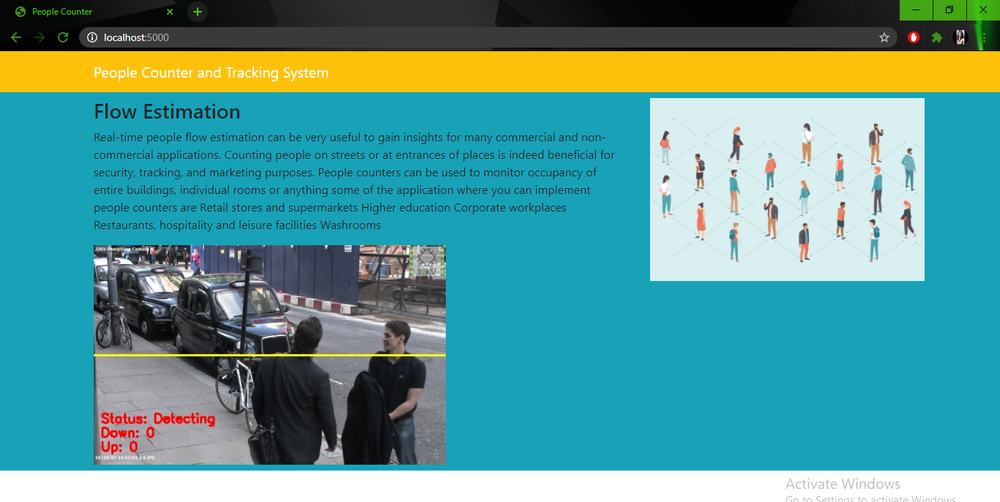 People Counter
localhost:5000
People Counter and Tracking System
Flow Estimation
Real-time people flow estimation can be very useful to gain insights for many commercial and non-
commercial applications. Counting people on streets or at entrances of places is indeed beneficial for
security, tracking, and marketing purposes. People counters can be used to monitor occupancy of
entire buildings, individual rooms or anything some of the application where you can implement
people counters are Retail stores and supermarkets Higher education Corporate workplaces
Restaurants, hospitality and leisure facilities Washrooms
Status: Detecting
Down: 0
Up: 0
Activate Windows
Go to Settings to activate Windows